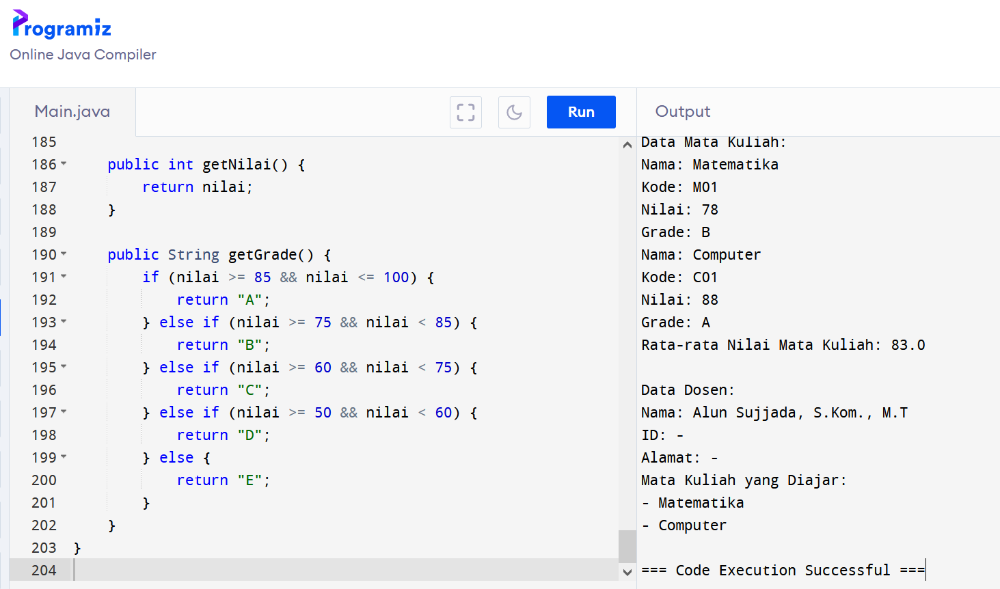 Programiz
Online Java Compiler
Main.java
Run
185
186 public int getNilai() {
187 return nilai;
188 }
189
190 public String getGrade() {
191 if (nilai >= 85 && nilai <= 100) {
192 return "A";
193 } else if (nilai >= 75 && nilai < 85) {
194 return "B";
195 } else if (nilai >= 60 && nilai < 75) {
196 return "C";
197 } else if (nilai >= 50 && nilai < 60) {
198 return "D";
199 } else {
200 return "E";
201 }
202 }
203 }
204
Output
Data Mata Kuliah:
Nama: Matematika
Kode: M01
Nilai: 78
Grade: B
Nama: Computer
Kode: C01
Nilai: 88
Grade: A
Rata-rata Nilai Mata Kuliah: 83.0
Data Dosen:
Nama: Alun Sujjada, S.Kom., M.T
ID: -
Alamat: -
Mata Kuliah yang Diajar:
- Matematika
- Computer
=== Code Execution Successful ===